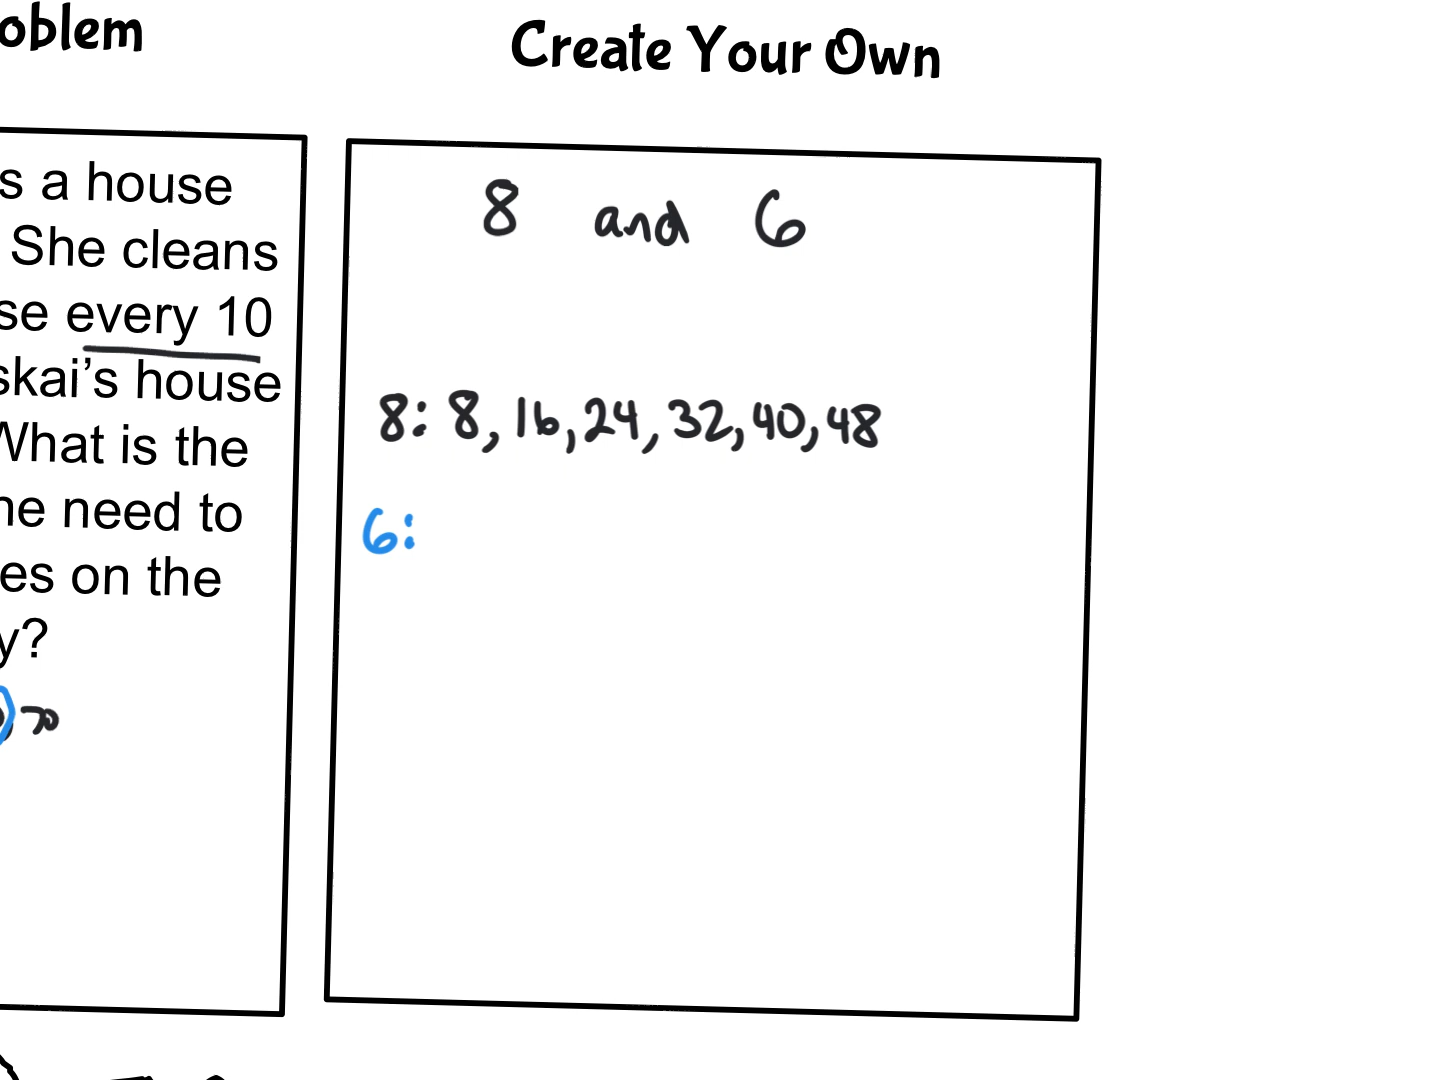 oblem
Create Your Own
s a house
She cleans
se every 10
skai's house
What is the
ne need to
es on the
y?
70
8 and 6
8: 8, 16, 24, 32, 40, 48
6: